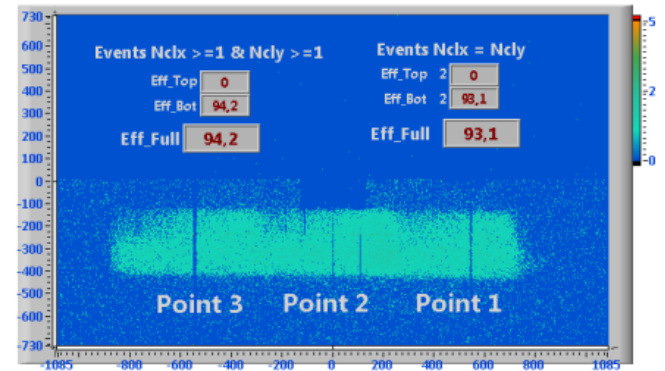 730
Events Nclx >=1 & Ncly >=1
Events Nclx = Ncly
Eff_Top 0
Eff_Top 2 0
Eff_Bot 94,2
Eff_Bot 2 93,1
Eff_Full 94,2
Eff_Full 93,1
600
500
400
300
200
100
0
-100
-200
-300
-400
-500
-600
-730
Point 3 Point 2 Point 1
-1085 -800 -600 -400 -200 0 200 400 600 800 1085
-5
-2
-0